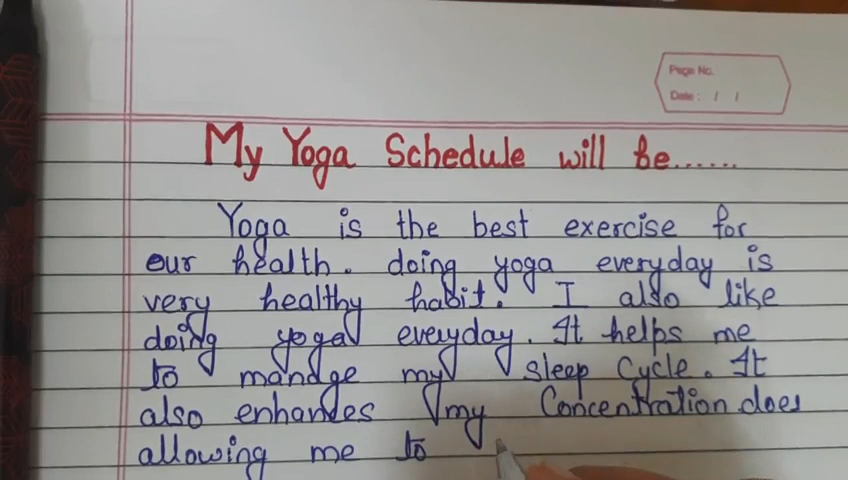 Page No.
Date : / /
My Yoga Schedule will be......
Yoga is the best exercise for
our health. doing yoga everyday is
very healthy habit. I also like
doing yoga everyday. It helps me
to manage my sleep cycle. It
also enhances my Concentration does
allowing me to